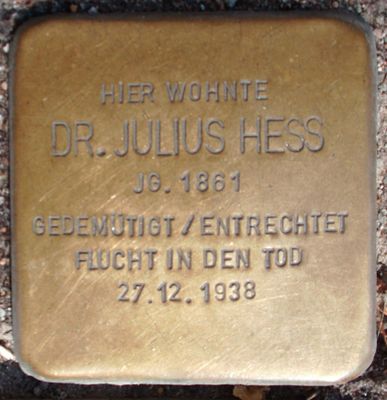 HIER WOHNTE
DR. JULIUS HESS
JG. 1861
GEDEMÜTIGT / ENTRECHTET
FLUCHT IN DEN TOD
27.12.1938